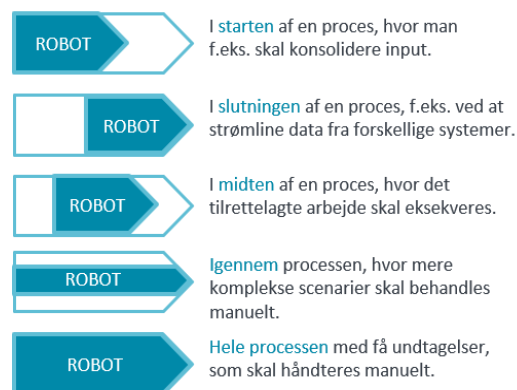 ROBOT
I starten af en proces, hvor man
f.eks. skal konsolidere input.
ROBOT
I slutningen af en proces, f.eks. ved at
strømline data fra forskellige systemer.
ROBOT
I midten af en proces, hvor det
tilrettelagte arbejde skal eksekveres.
ROBOT
Igennem processen, hvor mere
komplekse scenarier skal behandles
manuelt.
ROBOT
Hele processen med få undtagelser,
som skal håndteres manuelt.